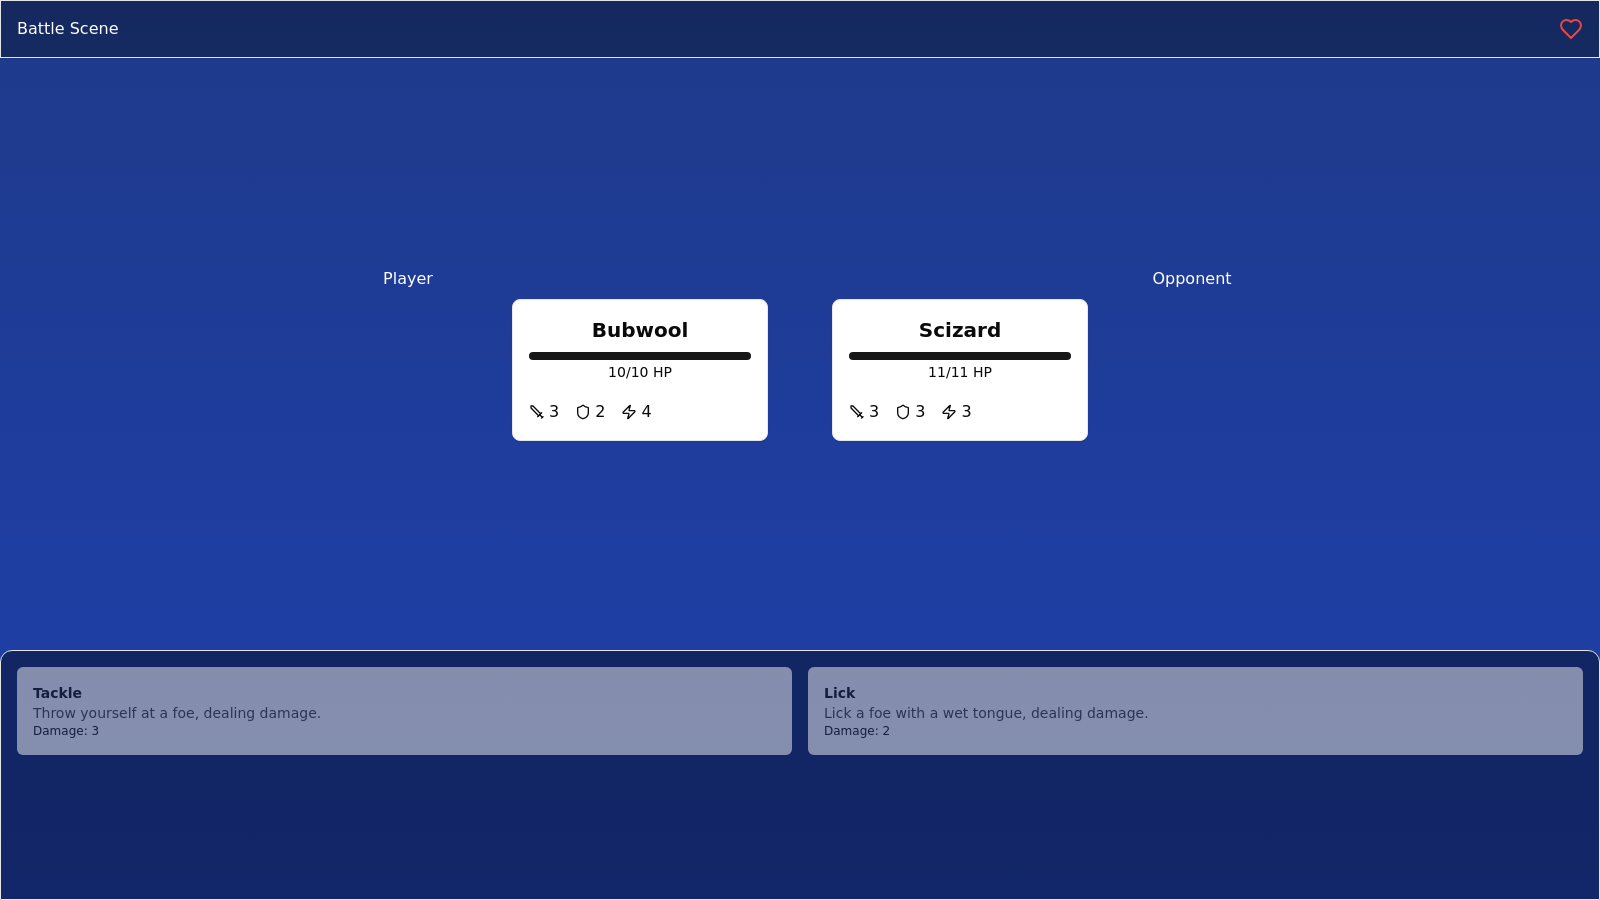 Battle Scene
Player
Opponent
Bubwool
10/10 HP
3 2 4
Scizard
11/11 HP
3 3 3
Tackle
Throw yourself at a foe, dealing damage.
Damage: 3
Lick
Lick a foe with a wet tongue, dealing damage.
Damage: 2